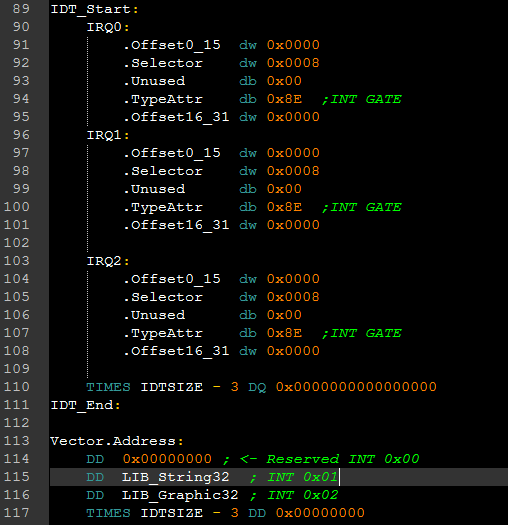 89 IDT_Start:
90 IRQ0:
91 .Offset0_15 dw 0x0000
92 .Selector dw 0x0008
93 .Unused db 0x00
94 .TypeAttr db 0x8E ;INT GATE
95 .Offset16_31 dw 0x0000
96 IRQ1:
97 .Offset0_15 dw 0x0000
98 .Selector dw 0x0008
99 .Unused db 0x00
100 .TypeAttr db 0x8E ;INT GATE
101 .Offset16_31 dw 0x0000
102
103 IRQ2:
104 .Offset0_15 dw 0x0000
105 .Selector dw 0x0008
106 .Unused db 0x00
107 .TypeAttr db 0x8E ;INT GATE
108 .Offset16_31 dw 0x0000
109
110 TIMES IDTSIZE - 3 DQ 0x0000000000000000
111 IDT_End:
112
113 Vector.Address:
114 DD 0x00000000 ; <- Reserved INT 0x00
115 DD LIB_String32 ; INT 0x01
116 DD LIB_Graphic32 ; INT 0x02
117 TIMES IDTSIZE - 3 DD 0x00000000